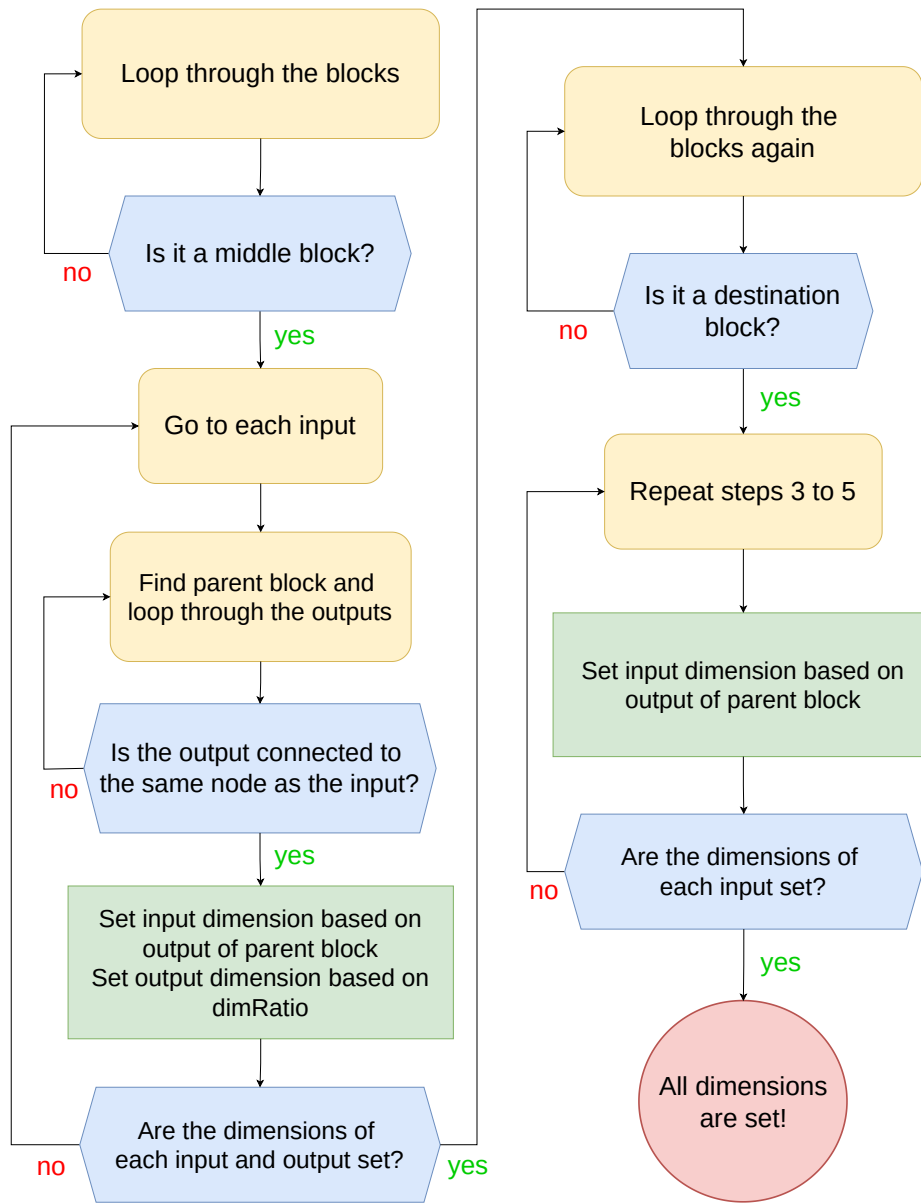 Loop through the blocks
Is it a middle block?
no
yes
Go to each input
Find parent block and
loop through the outputs
Is the output connected to
the same node as the input?
no
yes
Set input dimension based on
output of parent block
Set output dimension based on
dimRatio
Are the dimensions of
each input and output set?
no
yes
Loop through the
blocks again
Is it a destination
block?
no
yes
Repeat steps 3 to 5
Set input dimension based on
output of parent block
Are the dimensions of
each input set?
no
yes
All dimensions
are set!